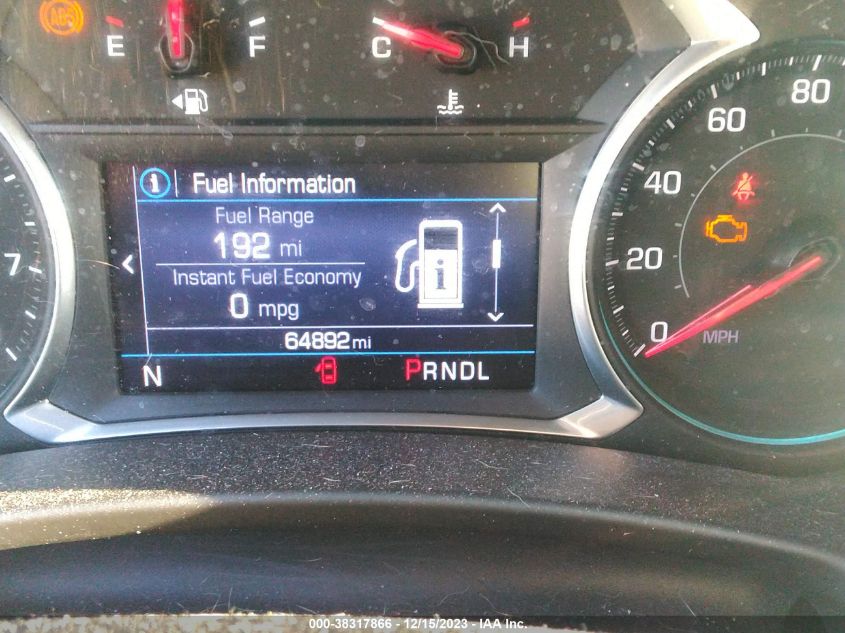 ABS
E F
C H
60 80
40
20
0
MPH
7
i Fuel Information
Fuel Range
192 mi
Instant Fuel Economy
0 mpg
i
64892 mi
N PRNDL
000-38317866 - 12/15/2023 - IAA Inc.